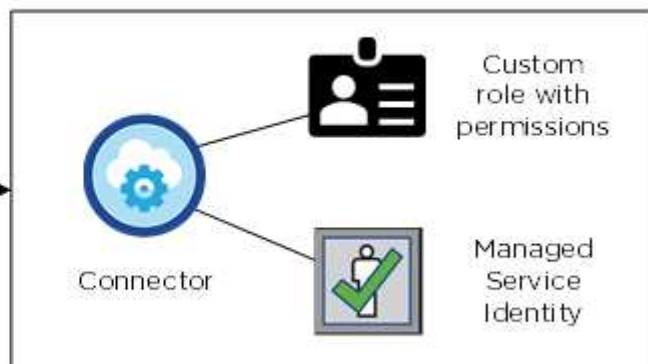 Custom
role with
permissions
Connector
Managed
Service
Identity